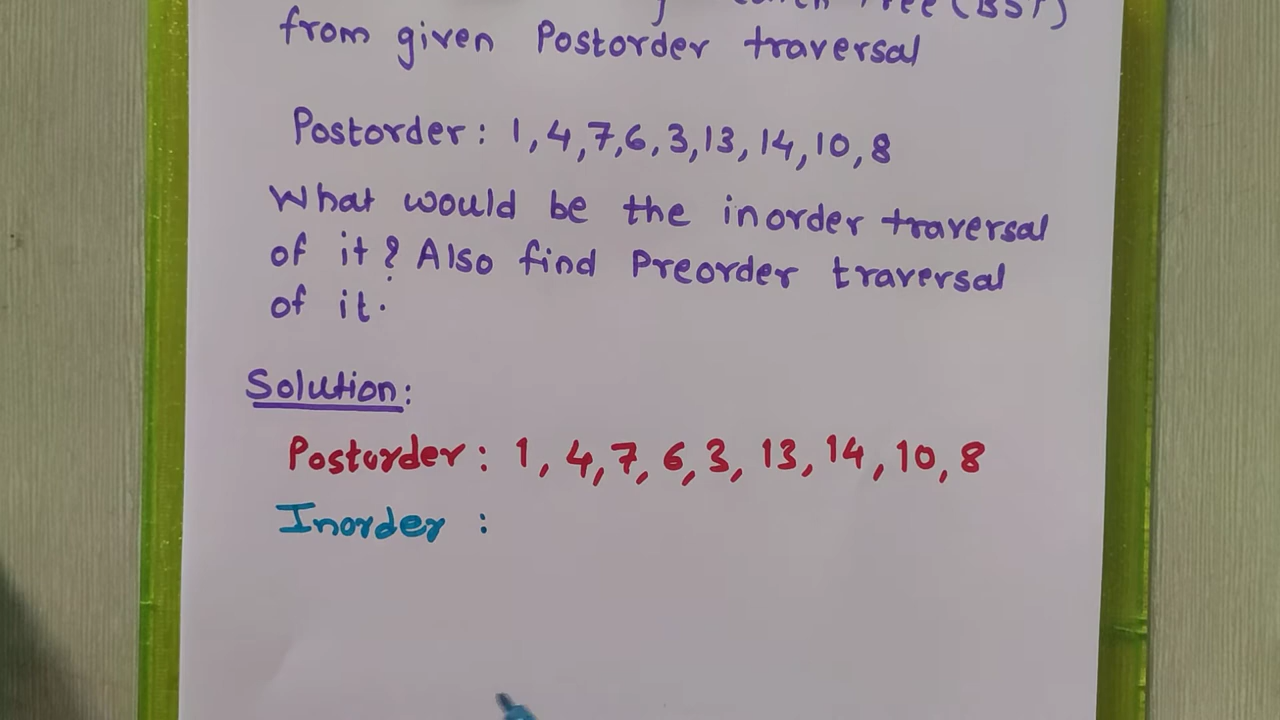 Tree (BST)
from given Postorder traversal
Postorder: 1,4,7,6,3,13,14,10,8
What would be the inorder traversal
of it? Also find Preorder traversal
of it.
Solution:
Postorder: 1, 4, 7, 6, 3, 13, 14, 10, 8
Inorder :